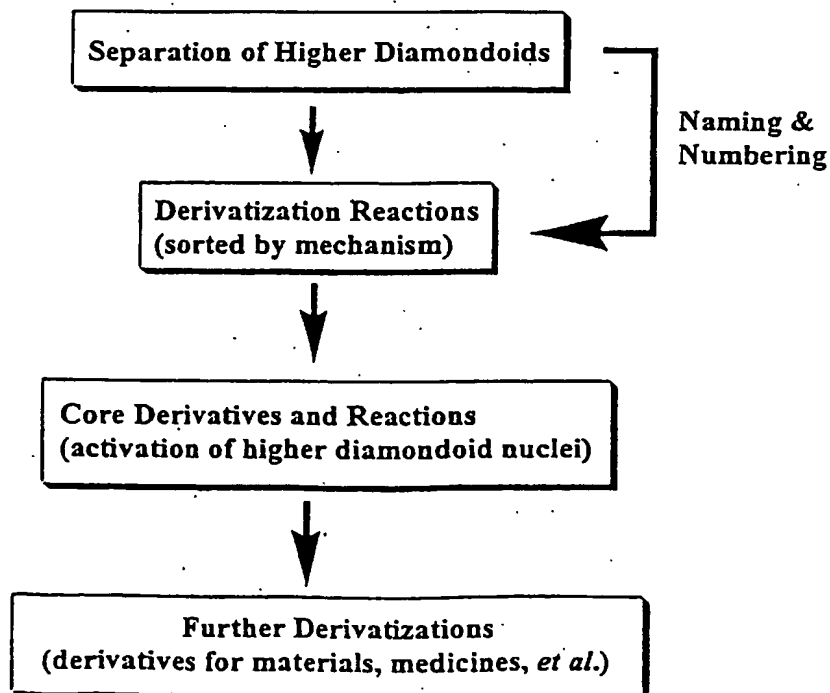 Separation of Higher Diamondoids
Naming &
Numbering
Derivatization Reactions
(sorted by mechanism)
Core Derivatives and Reactions
(activation of higher diamondoid nuclei)
Further Derivatizations
(derivatives for materials, medicines, et al.)